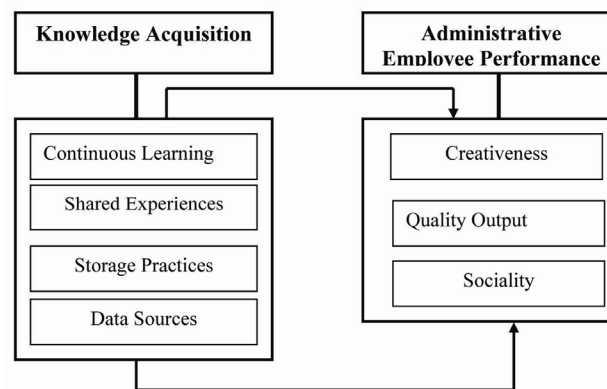 Knowledge Acquisition
Administrative
Employee Performance
Continuous Learning
Shared Experiences
Storage Practices
Data Sources
Creativeness
Quality Output
Sociality